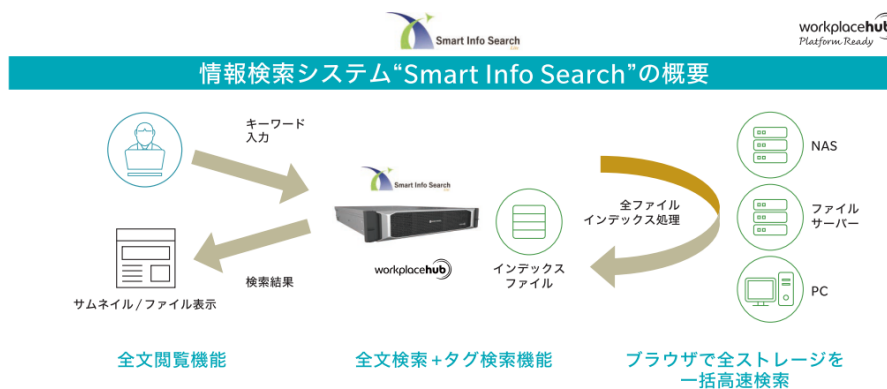 Smart Info Search
workplacehub
Platform Ready
情報検索システム“Smart Info Search”の概要
キーワード
入力
Smart Info Search
workplacehub
インデックス
ファイル
全ファイル
インデックス処理
NAS
ファイル
サーバー
PC
検索結果
サムネイル / ファイル表示
全文閲覧機能
全文検索+タグ検索機能
ブラウザで全ストレージを
一括高速検索